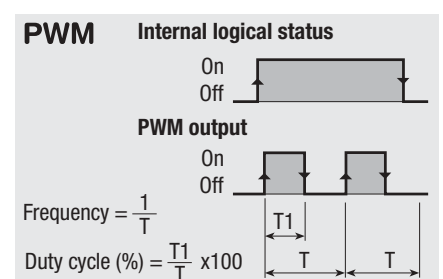 PWM Internal logical status
On
Off
PWM output
On
Off
Frequency = 1/T
T1
Duty cycle (%) = T1/T x100
T T